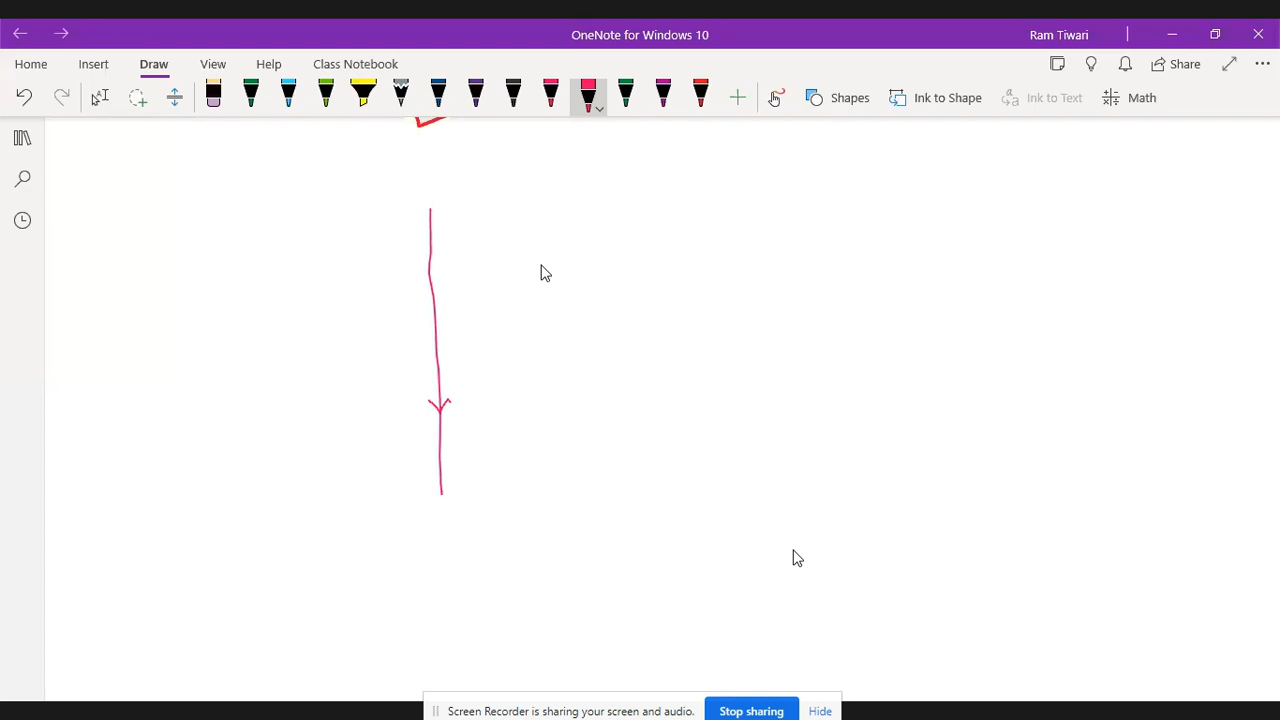 OneNote for Windows 10
Ram Tiwari
Home Insert Draw View Help Class Notebook
Share
Shapes
Ink to Shape
Ink to Text
Math
Screen Recorder is sharing your screen and audio.
Stop sharing
Hide